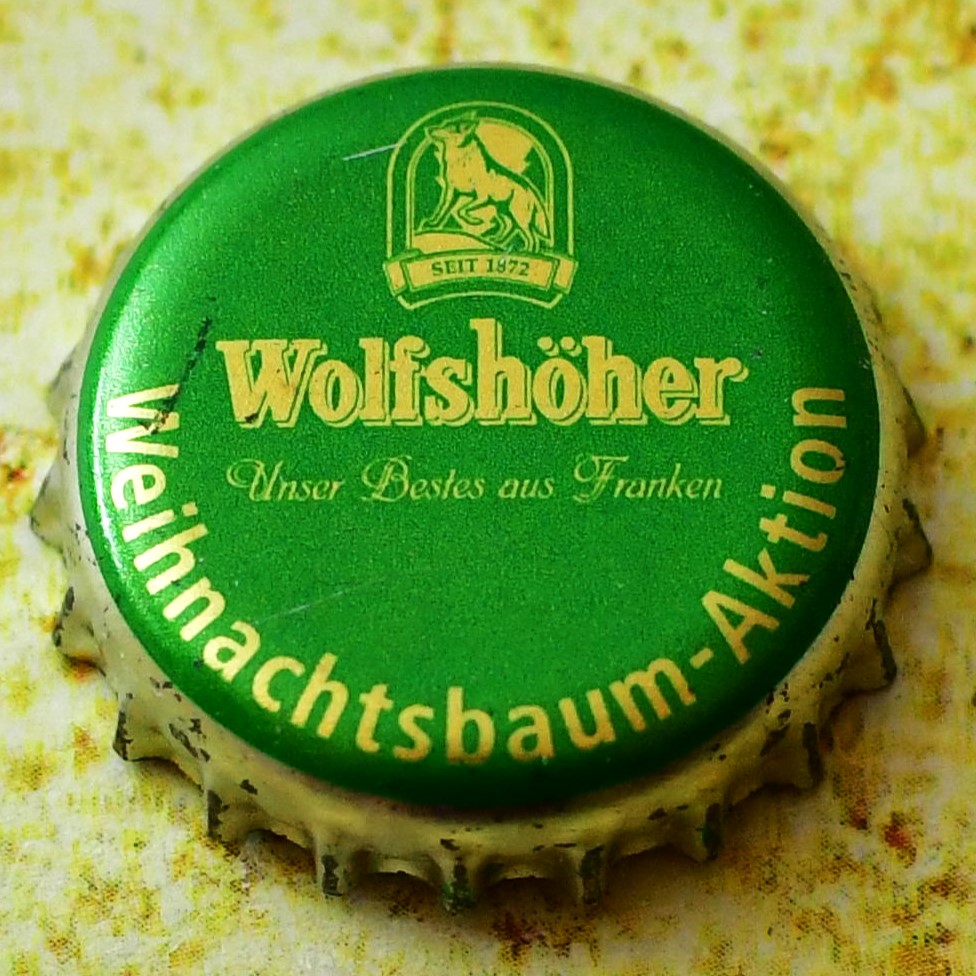 SEIT 1872
Wolfshöher
Unser Bestes aus Franken
Weihnachtsbaum-Aktion